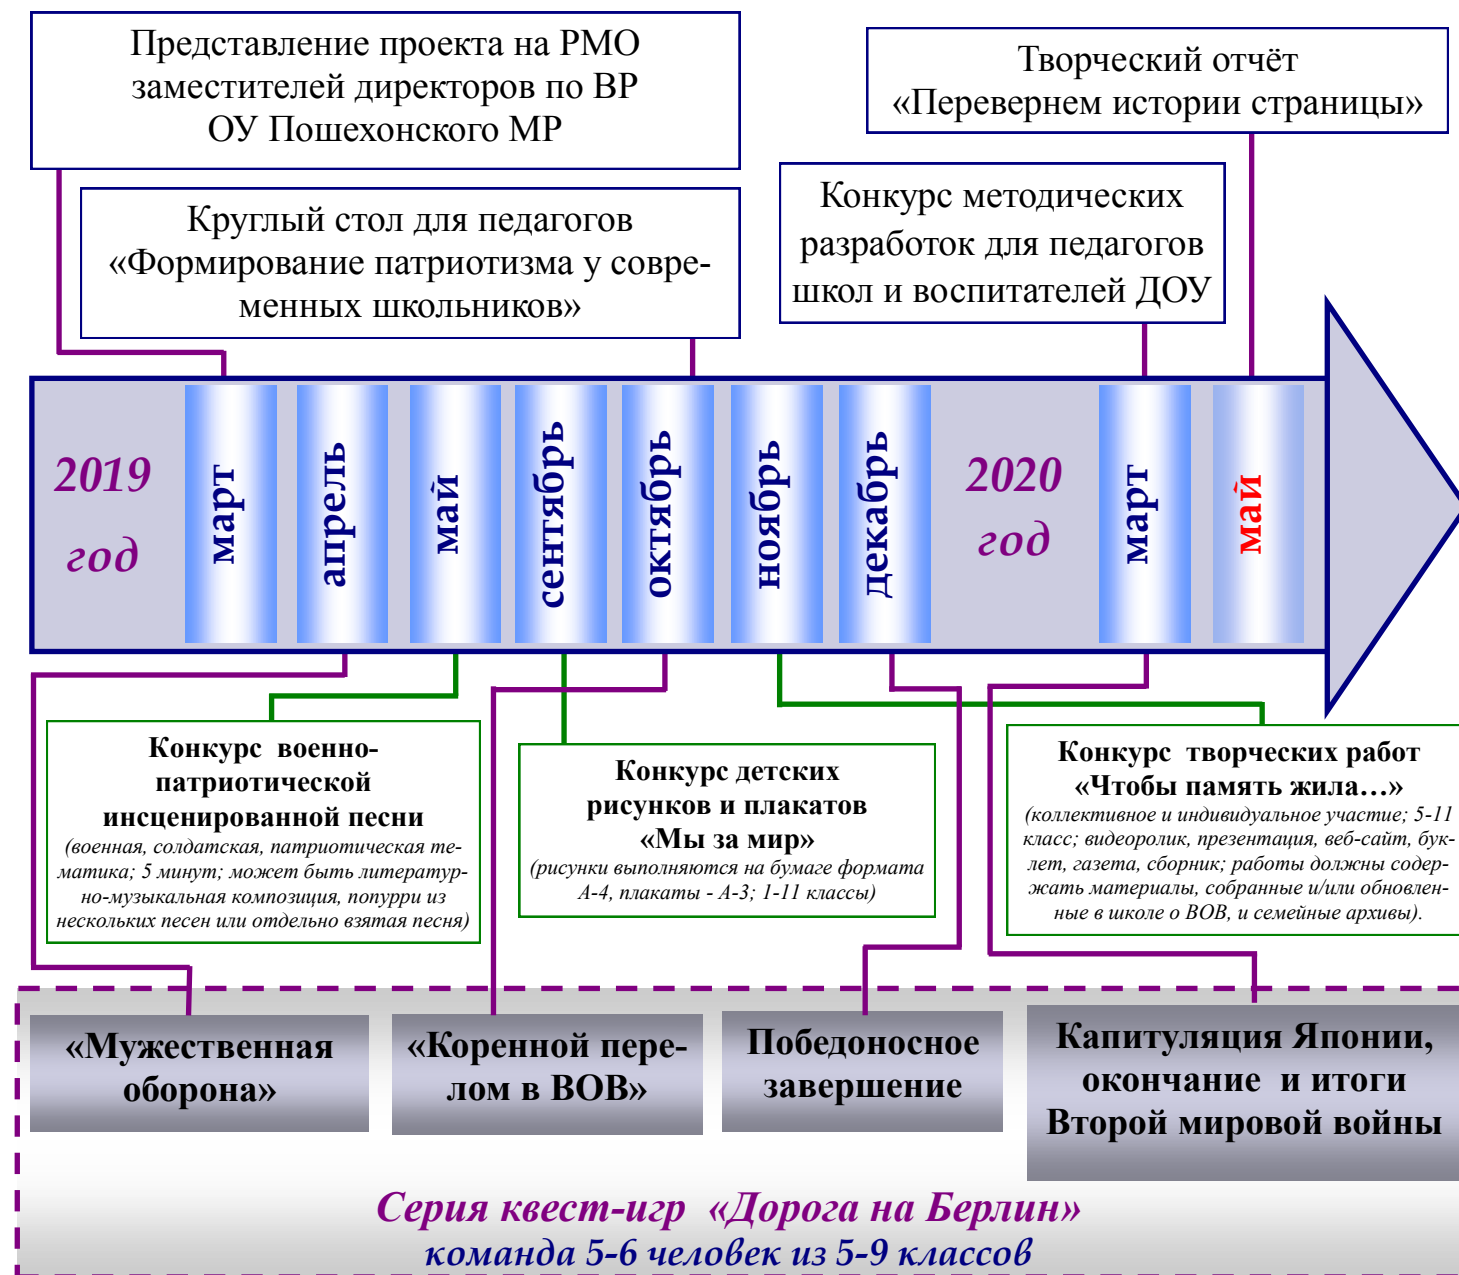 Представление проекта на РМО
заместителей директоров по ВР
ОУ Пошехонского МР
Творческий отчёт
«Перевернем истории страницы»
Круглый стол для педагогов
«Формирование патриотизма у совре-
менных школьников»
Конкурс методических
разработок для педагогов
школ и воспитателей ДОУ
2019
год
март
апрель
май
сентябрь
октябрь
ноябрь
декабрь
2020
год
март
май
Конкурс военно-
патриотической
инсценированной песни
(военная, солдатская, патриотическая те-
матика; 5 минут; может быть литератур-
но-музыкальная композиция, попурри из
нескольких песен или отдельно взятая песня)
Конкурс детских
рисунков и плакатов
«Мы за мир»
(рисунки выполняются на бумаге формата
А-4, плакаты - А-3; 1-11 классы)
Конкурс творческих работ
«Чтобы память жила…»
(коллективное и индивидуальное участие; 5-11
класс; видеоролик, презентация, веб-сайт, бук-
лет, газета, сборник; работы должны содер-
жать материалы, собранные и/или обновлен-
ные в школе о ВОВ, и семейные архивы).
«Мужественная
оборона»
«Коренной пере-
лом в ВОВ»
Победоносное
завершение
Капитуляция Японии,
окончание и итоги
Второй мировой войны
Серия квест-игр «Дорога на Берлин»
команда 5-6 человек из 5-9 классов